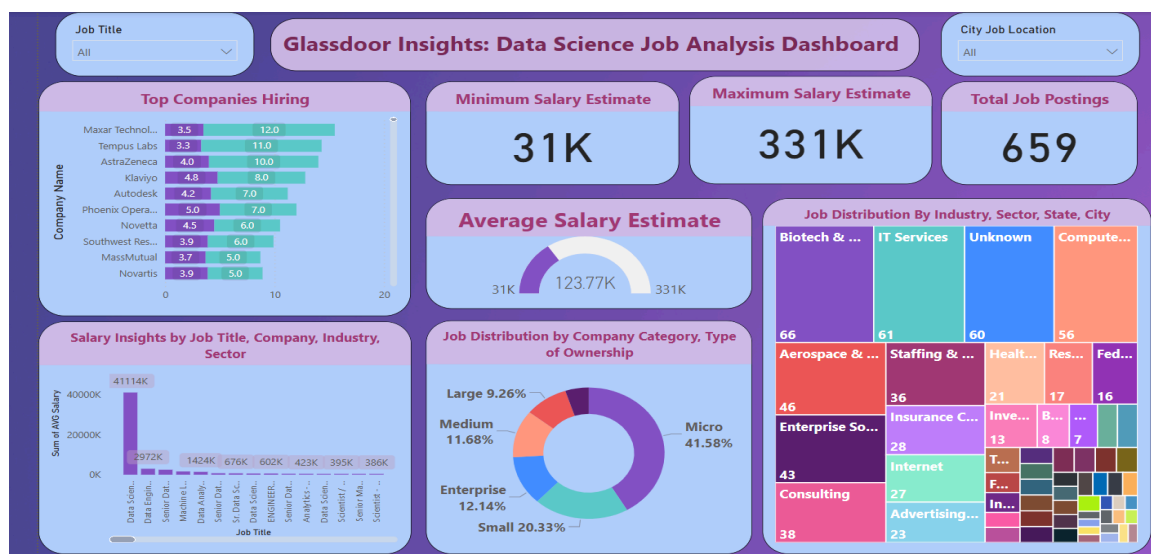 Job Title
All
Glassdoor Insights: Data Science Job Analysis Dashboard
City Job Location
All
Top Companies Hiring
Company Name
Maxar Technol... 3.5 12.0
Tempus Labs 3.3 11.0
AstraZeneca 4.0 10.0
Klaviyo 4.8 8.0
Autodesk 4.2 7.0
Phoenix Opera... 5.0 7.0
Novetta 4.5 6.0
Southwest Res... 3.9 6.0
MassMutual 3.7 5.0
Novartis 3.9 5.0
0 10 20
Minimum Salary Estimate
31K
Maximum Salary Estimate
331K
Total Job Postings
659
Average Salary Estimate
31K 123.77K 331K
Salary Insights by Job Title, Company, Industry,
Sector
Sum of AVG Salary
40000K
20000K
0K
41114K
2972K
1424K
676K
602K
423K
395K
386K
Data Scien...
Data Engin...
Senior Dat...
Machine L...
Data Analy...
Senior Dat...
Sr. Data Sc...
Data Scien...
ENGINEER...
Senior Dat...
Analytics - ...
Data Scien...
Scientist / ...
Senior Ma...
Scientist - ...
Job Title
Job Distribution by Company Category, Type
of Ownership
Large 9.26%
Medium
11.68%
Enterprise
12.14%
Small 20.33%
Micro
41.58%
Job Distribution By Industry, Sector, State, City
Biotech & ...
66
IT Services
61
Unknown
60
Compute...
56
Aerospace & ...
46
Staffing & ...
36
Healt...
21
Res...
17
Fed...
16
Enterprise So...
43
Insurance C...
28
Inve...
13
B...
8
...
7
Internet
27
T...
F...
In...
Consulting
38
Advertising...
23